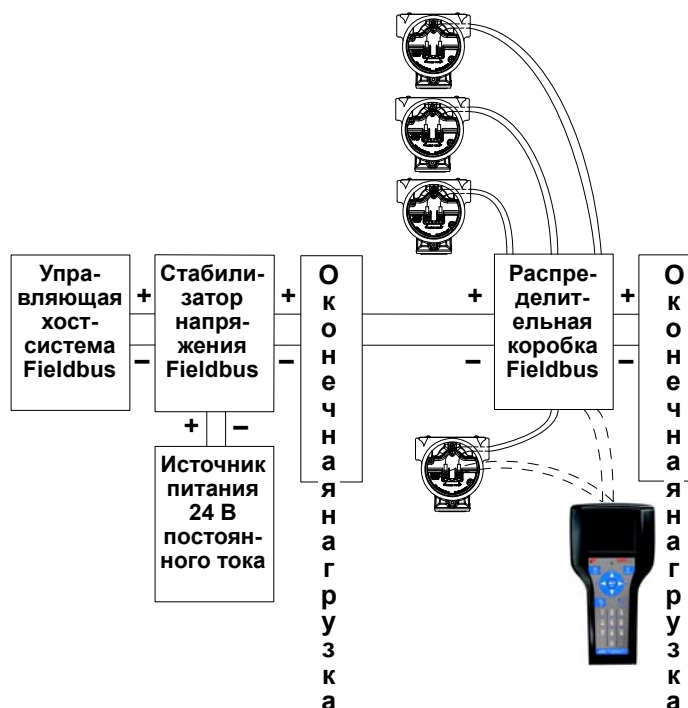 Упра-
вляющая
хост-
система
Fieldbus
+
–
Стабили-
затор
напря-
жения
Fieldbus
+
–
+
–
Источник
питания
24 В
постоян-
ного тока
О
к
о
н
е
ч
н
а
я
н
а
г
р
у
з
к
а
+
–
Распре-
делит-
ельная
коробка
Fieldbus
+
–
О
к
о
н
е
ч
н
а
я
н
а
г
р
у
з
к
а